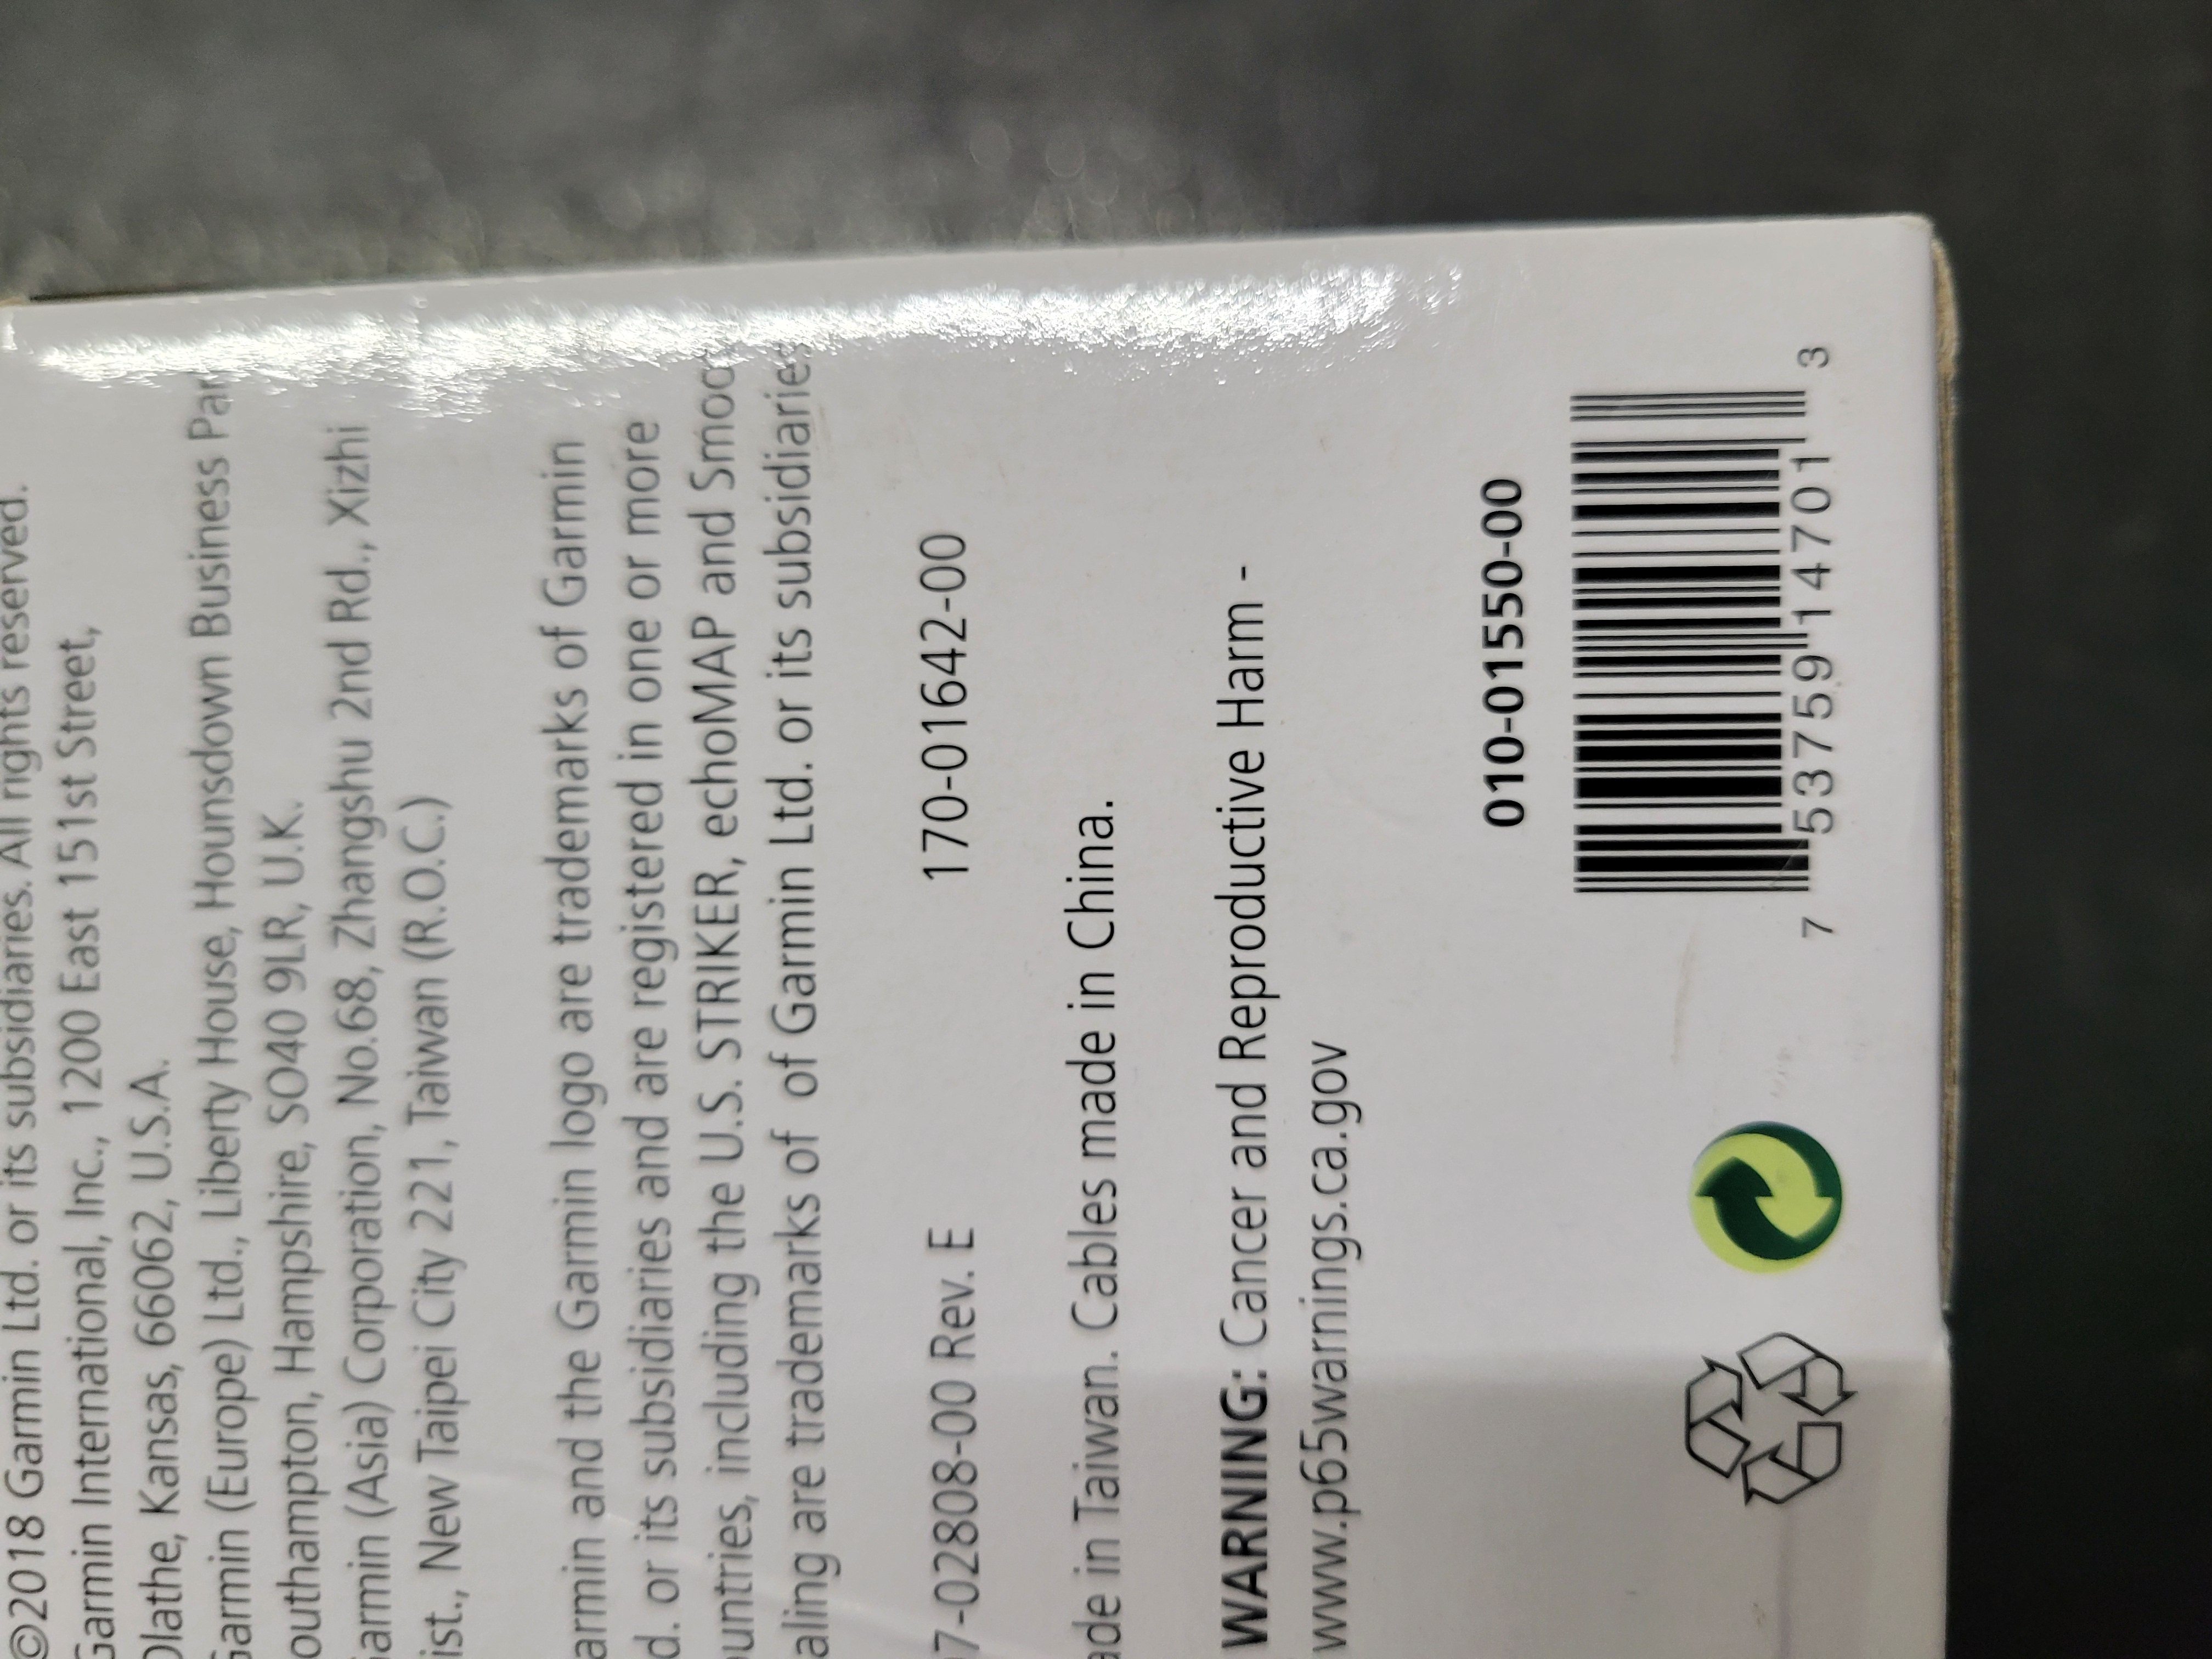 ©2018 Garmin Ltd. or its subsidiaries. All rights reserved.
Garmin International, Inc., 1200 East 151st Street,
Olathe, Kansas, 66062, U.S.A.
Garmin (Europe) Ltd., Liberty House, Hounsdown Business Par
outhampton, Hampshire, SO40 9LR, U.K.
Garmin (Asia) Corporation, No.68, Zhangshu 2nd Rd., Xizhi
ist., New Taipei City 221, Taiwan (R.O.C.)
armin and the Garmin logo are trademarks of Garmin
d. or its subsidiaries and are registered in one or more
ountries, including the U.S. STRIKER, echoMAP and Smoo
aling are trademarks of of Garmin Ltd. or its subsidiaries
7-02808-00 Rev. E 170-01642-00
ade in Taiwan. Cables made in China.
WARNING: Cancer and Reproductive Harm -
www.p65warnings.ca.gov
010-01550-00
7 53759 14701 3